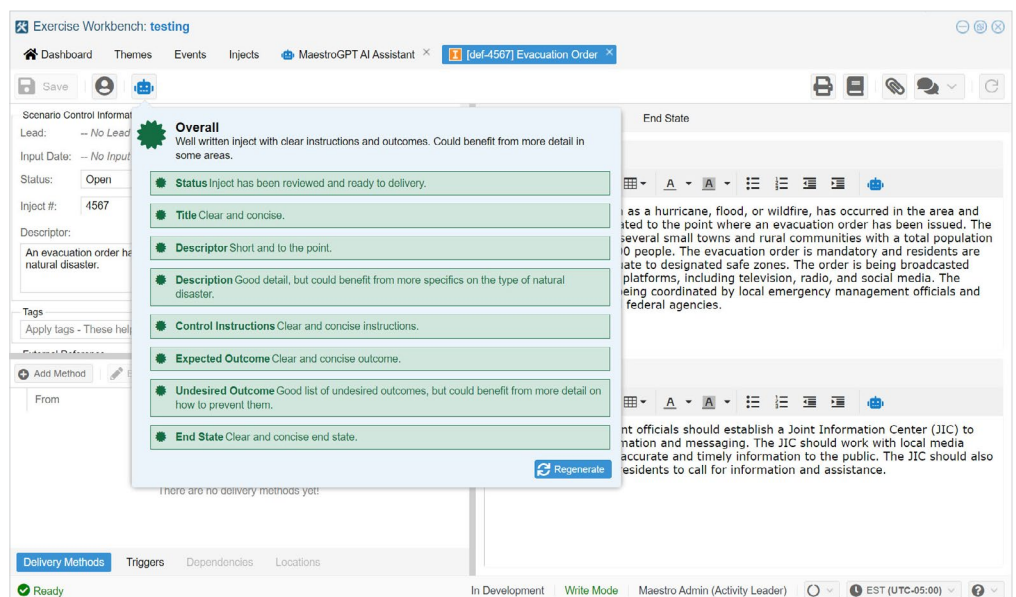 Exercise Workbench: testing
Dashboard Themes Events Injects MaestroGPT AI Assistant × [def-4567] Evacuation Order ×
Save
Scenario Control Informat
Lead: -- No Lead
Input Date: -- No Input
Status: Open
Inject #: 4567
Descriptor:
An evacuation order ha
natural disaster.
Tags
Apply tags - These help
Add Method
From
There are no delivery methods yet!
Overall
Well written inject with clear instructions and outcomes. Could benefit from more detail in
some areas.
Status Inject has been reviewed and ready to delivery.
Title Clear and concise.
Descriptor Short and to the point.
Description Good detail, but could benefit from more specifics on the type of natural
disaster.
Control Instructions Clear and concise instructions.
Expected Outcome Clear and concise outcome.
Undesired Outcome Good list of undesired outcomes, but could benefit from more detail on
how to prevent them.
End State Clear and concise end state.
Regenerate
End State
as a hurricane, flood, or wildfire, has occurred in the area and
ated to the point where an evacuation order has been issued. The
several small towns and rural communities with a total population
00 people. The evacuation order is mandatory and residents are
ate to designated safe zones. The order is being broadcasted
platforms, including television, radio, and social media. The
being coordinated by local emergency management officials and
federal agencies.
nt officials should establish a Joint Information Center (JIC) to
mation and messaging. The JIC should work with local media
accurate and timely information to the public. The JIC should also
residents to call for information and assistance.
Delivery Methods Triggers Dependencies Locations
Ready In Development Write Mode Maestro Admin (Activity Leader) EST (UTC-05:00)